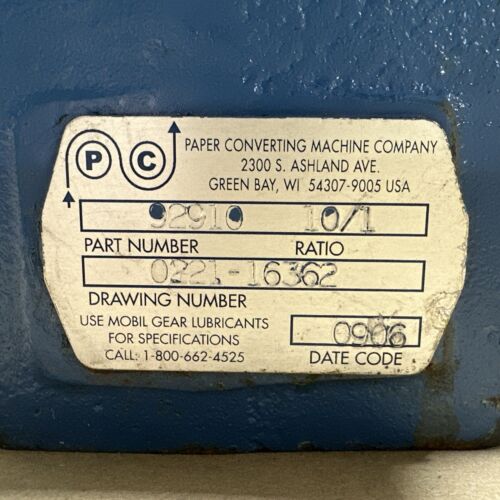 P C
PAPER CONVERTING MACHINE COMPANY
2300 S. ASHLAND AVE.
GREEN BAY, WI 54307-9005 USA
92910 10/1
PART NUMBER RATIO
0221-16362
DRAWING NUMBER
USE MOBIL GEAR LUBRICANTS
FOR SPECIFICATIONS
CALL: 1-800-662-4525
0906
DATE CODE